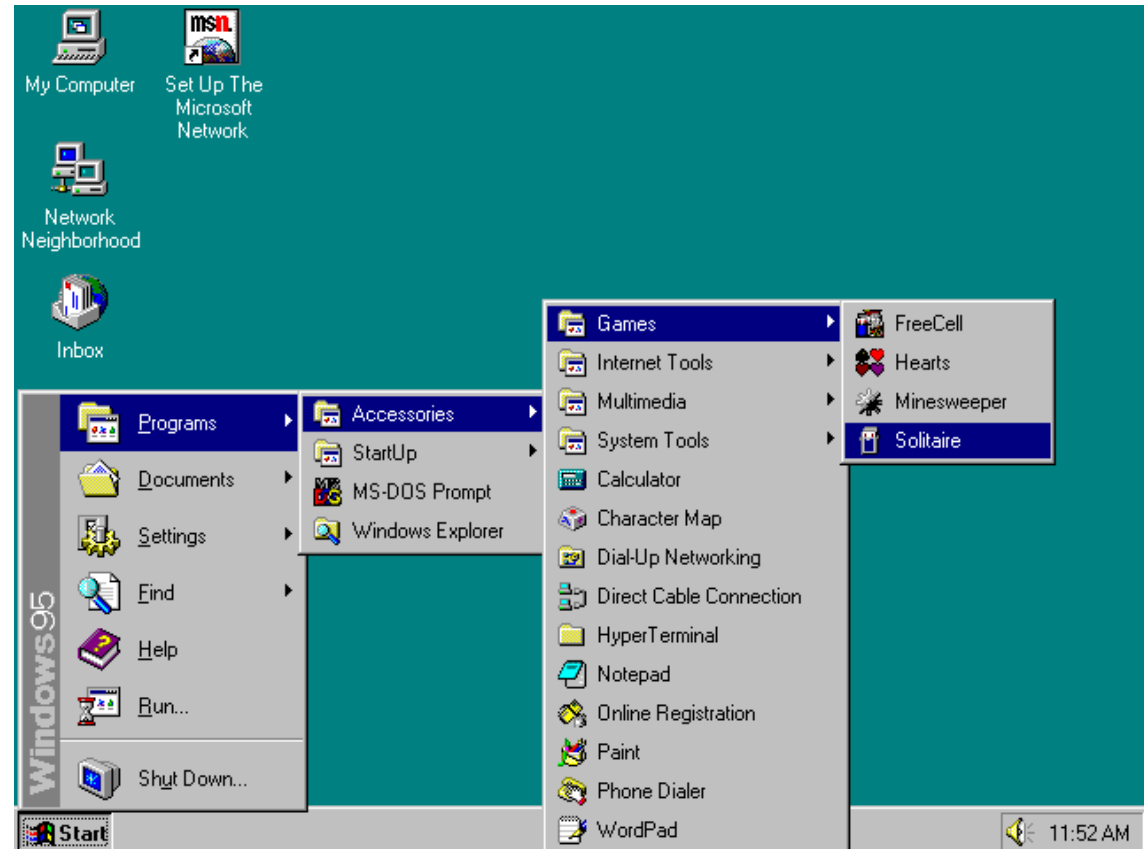 msn.
My Computer
Set Up The
Microsoft
Network
Network
Neighborhood
Inbox
Windows95
Programs
Documents
Settings
Find
Help
Run...
Shut Down...
Accessories
StartUp
MS-DOS Prompt
Windows Explorer
Games
Internet Tools
Multimedia
System Tools
Calculator
Character Map
Dial-Up Networking
Direct Cable Connection
HyperTerminal
Notepad
Online Registration
Paint
Phone Dialer
WordPad
FreeCell
Hearts
Minesweeper
Solitaire
Start
11:52 AM